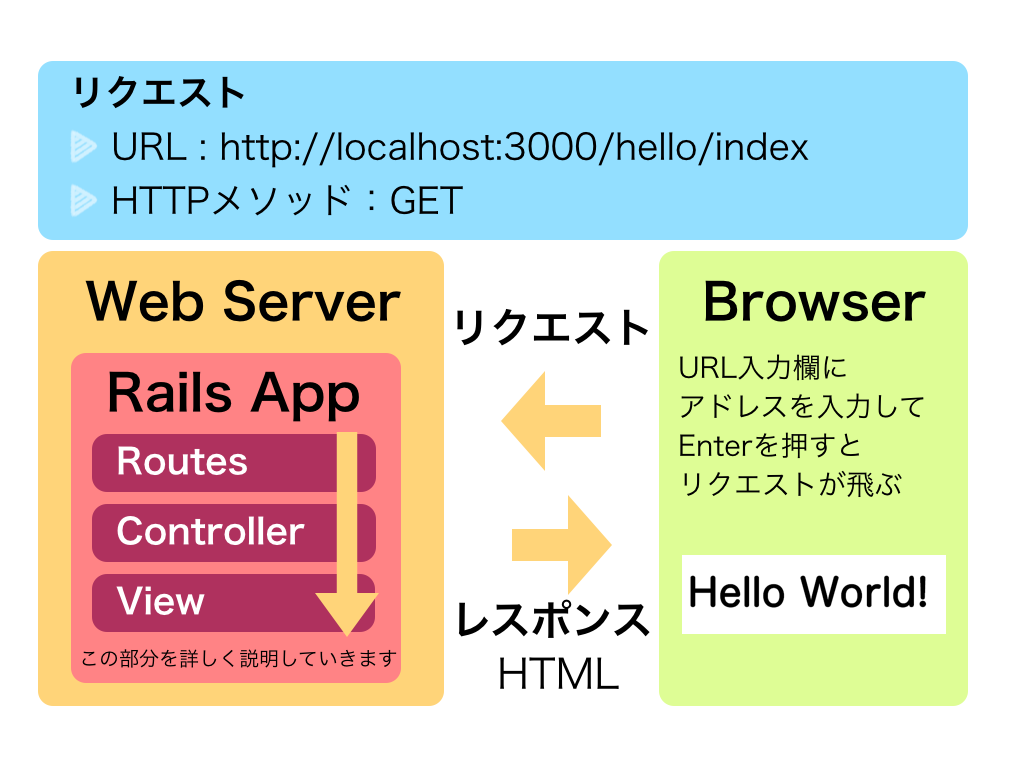 リクエスト
URL : http://localhost:3000/hello/index
HTTPメソッド：GET
Web Server
Rails App
Routes
Controller
View
この部分を詳しく説明していきます
リクエスト
レスポンス
HTML
Browser
URL入力欄に
アドレスを入力して
Enterを押すと
リクエストが飛ぶ
Hello World!